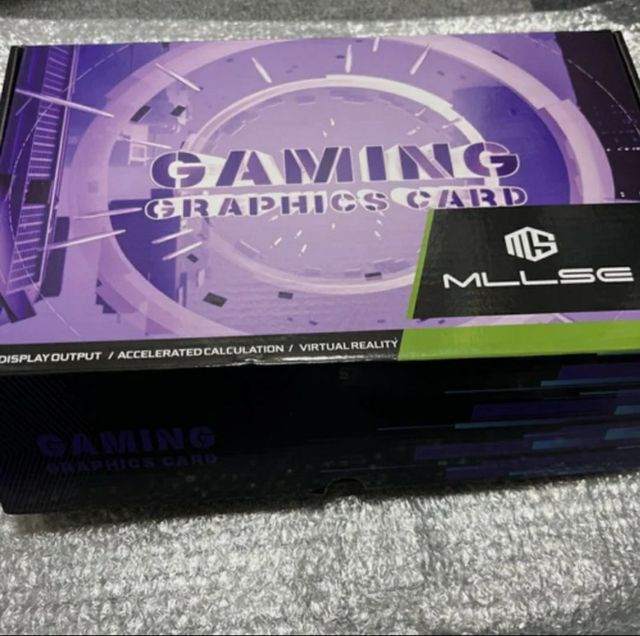 GAMING
GRAPHICS CARD
MS
MLLSE
DISPLAY OUTPUT / ACCELERATED CALCULATION / VIRTUAL REALITY
GAMING
GRAPHICS CARD